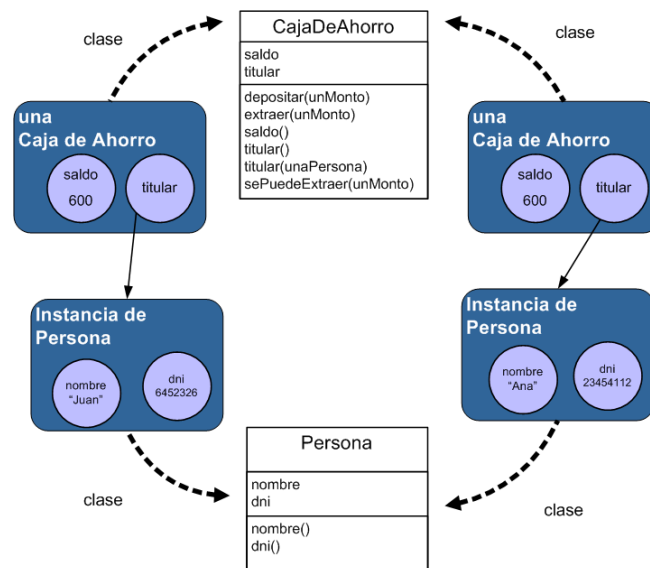 clase
CajaDeAhorro
clase
saldo
titular
depositar(unMonto)
extraer(unMonto)
saldo()
titular()
titular(unaPersona)
sePuedeExtraer(unMonto)
una
Caja de Ahorro
saldo
600
titular
una
Caja de Ahorro
saldo
600
titular
Instancia de
Persona
nombre
"Juan"
dni
6452326
Instancia de
Persona
nombre
"Ana"
dni
23454112
clase
Persona
nombre
dni
nombre()
dni()
clase